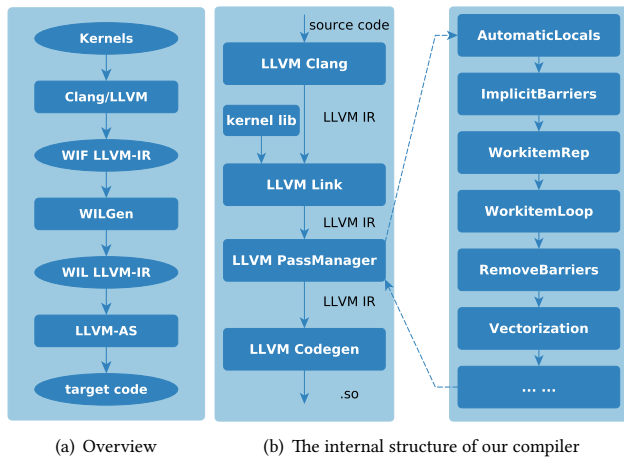 Kernels
Clang/LLVM
WIF LLVM-IR
WILGen
WIL LLVM-IR
LLVM-AS
target code
(a) Overview
source code
LLVM Clang
kernel lib
LLVM IR
LLVM Link
LLVM IR
LLVM PassManager
LLVM IR
LLVM Codegen
.so
AutomaticLocals
ImplicitBarriers
WorkitemRep
WorkitemLoop
RemoveBarriers
Vectorization
... ...
(b) The internal structure of our compiler